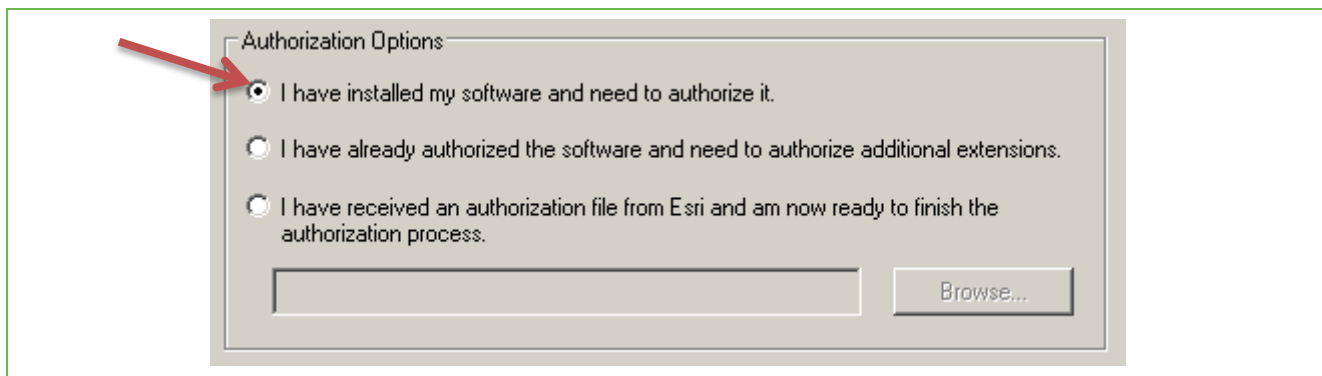 Authorization Options
I have installed my software and need to authorize it.
I have already authorized the software and need to authorize additional extensions.
I have received an authorization file from Esri and am now ready to finish the
authorization process.
Browse...